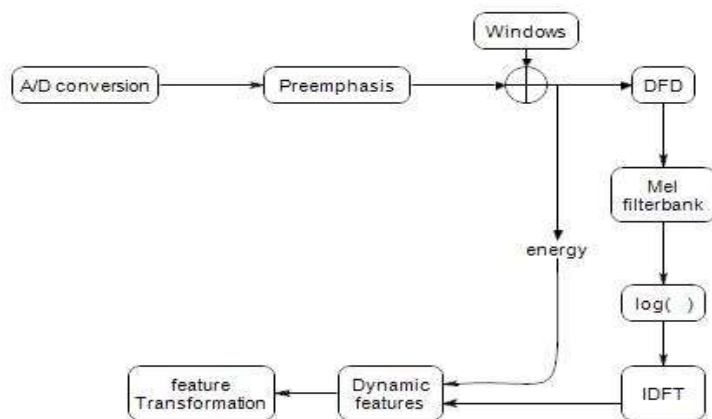 Windows
A/D conversion
Preemphasis
DFD
Mel
filterbank
energy
log( )
IDFT
Dynamic
features
feature
Transformation